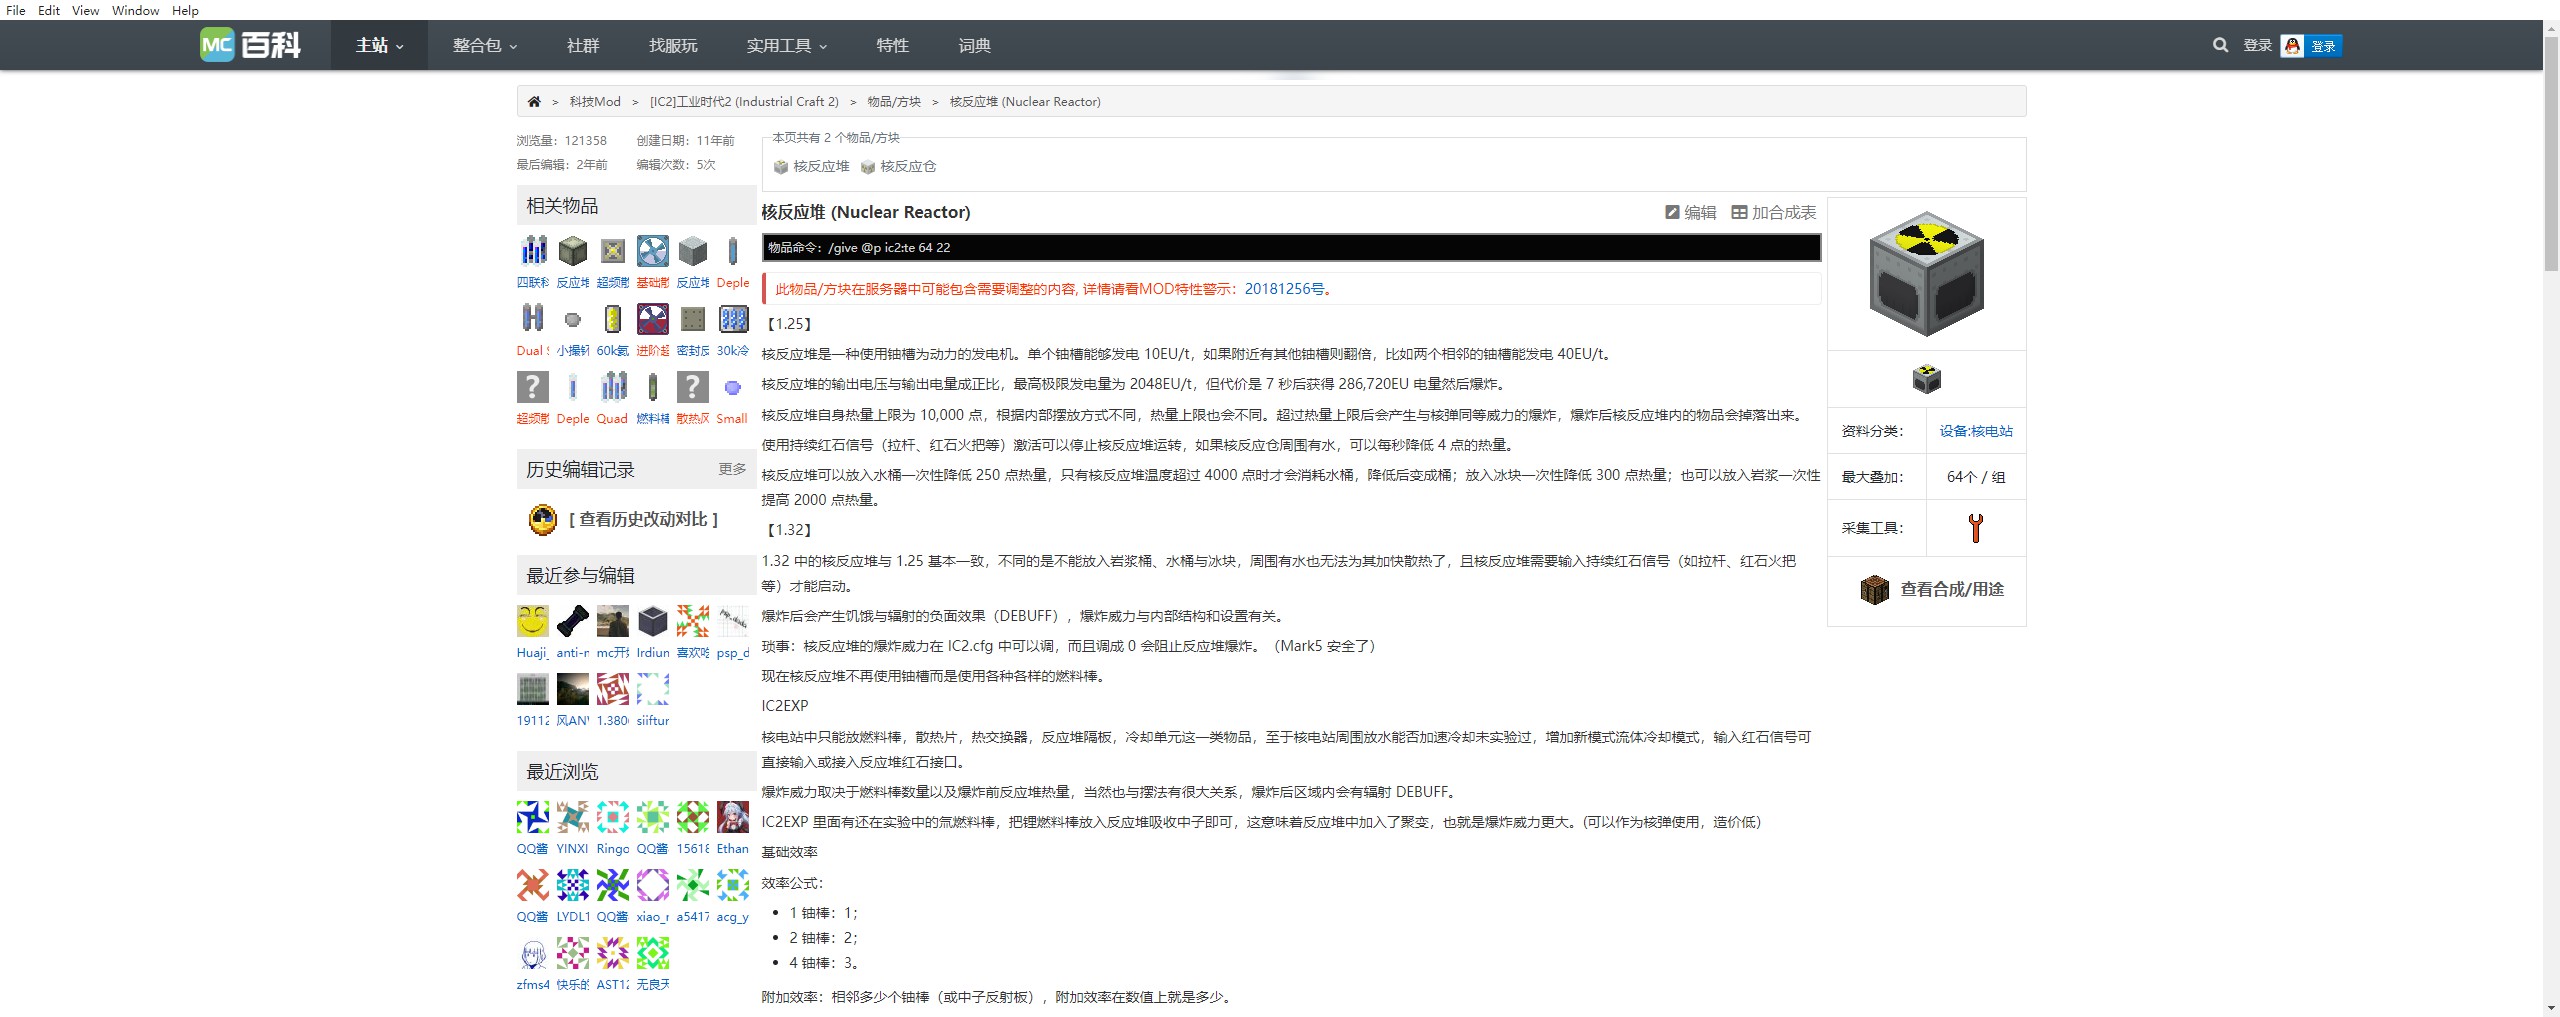 File Edit View Window Help
MC 百科 主站 整合包 社群 找服玩 实用工具 特性 词典 登录 登录
> 科技Mod > [IC2]工业时代2 (Industrial Craft 2) > 物品/方块 > 核反应堆 (Nuclear Reactor)
浏览量：121358 创建日期：11年前
最后编辑：2年前 编辑次数：5次
相关物品
四联 反应堆 超频散 基础散 反应堆 Deple
Dual 小撮 60k氦 进阶超 密封反 30k冷
超频散 Deple Quad 燃料棒 散热风 Small
历史编辑记录 更多
[ 查看历史改动对比 ]
最近参与编辑
Huaji_ anti-m mc开 Irdiun 喜欢 psp_d
19112 风AN 1.380 siiftur
最近浏览
QQ酱 YINXI Ringo QQ酱 15618 Ethan
QQ酱 LYDL1 QQ酱 xiao_r a5417 acg_y
zfms4 快乐的 AST12 无良天
本页共有 2 个物品/方块
核反应堆 核反应仓
核反应堆 (Nuclear Reactor) 编辑 加合成表
物品命令：/give @p ic2:te 64 22
此物品/方块在服务器中可能包含需要调整的内容, 详情请看MOD特性警示：20181256号。
【1.25】
核反应堆是一种使用铀槽为动力的发电机。单个铀槽能够发电 10EU/t，如果附近有其他铀槽则翻倍，比如两个相邻的铀槽能发电 40EU/t。
核反应堆的输出电压与输出电量成正比，最高极限发电量为 2048EU/t，但代价是 7 秒后获得 286,720EU 电量然后爆炸。
核反应堆自身热量上限为 10,000 点，根据内部摆放方式不同，热量上限也会不同。超过热量上限后会产生与核弹同等威力的爆炸，爆炸后核反应堆内的物品会掉落出来。
使用持续红石信号（拉杆、红石火把等）激活可以停止核反应堆运转，如果核反应仓周围有水，可以每秒降低 4 点的热量。
核反应堆可以放入水桶一次性降低 250 点热量，只有核反应堆温度超过 4000 点时才会消耗水桶，降低后变成桶；放入冰块一次性降低 300 点热量；也可以放入岩浆一次性
提高 2000 点热量。
【1.32】
1.32 中的核反应堆与 1.25 基本一致，不同的是不能放入岩浆桶、水桶与冰块，周围有水也无法为其加快散热了，且核反应堆需要输入持续红石信号（如拉杆、红石火把
等）才能启动。
爆炸后会产生饥饿与辐射的负面效果（DEBUFF），爆炸威力与内部结构和设置有关。
琐事：核反应堆的爆炸威力在 IC2.cfg 中可以调，而且调成 0 会阻止反应堆爆炸。（Mark5 安全了）
现在核反应堆不再使用铀槽而是使用各种各样的燃料棒。
IC2EXP
核电站中只能放燃料棒，散热片，热交换器，反应堆隔板，冷却单元这一类物品，至于核电站周围放水能否加速冷却未实验过，增加新模式流体冷却模式，输入红石信号可
直接输入或接入反应堆红石接口。
爆炸威力取决于燃料棒数量以及爆炸前反应堆热量，当然也与摆法有很大关系，爆炸后区域内会有辐射 DEBUFF。
IC2EXP 里面有还在实验中的氚燃料棒，把锂燃料棒放入反应堆吸收中子即可，这意味着反应堆中加入了聚变，也就是爆炸威力更大。(可以作为核弹使用，造价低）
基础效率
效率公式：
• 1 铀棒：1；
• 2 铀棒：2；
• 4 铀棒：3。
附加效率：相邻多少个铀棒（或中子反射板），附加效率在数值上就是多少。
资料分类： 设备:核电站
最大叠加： 64个 / 组
采集工具：
查看合成/用途